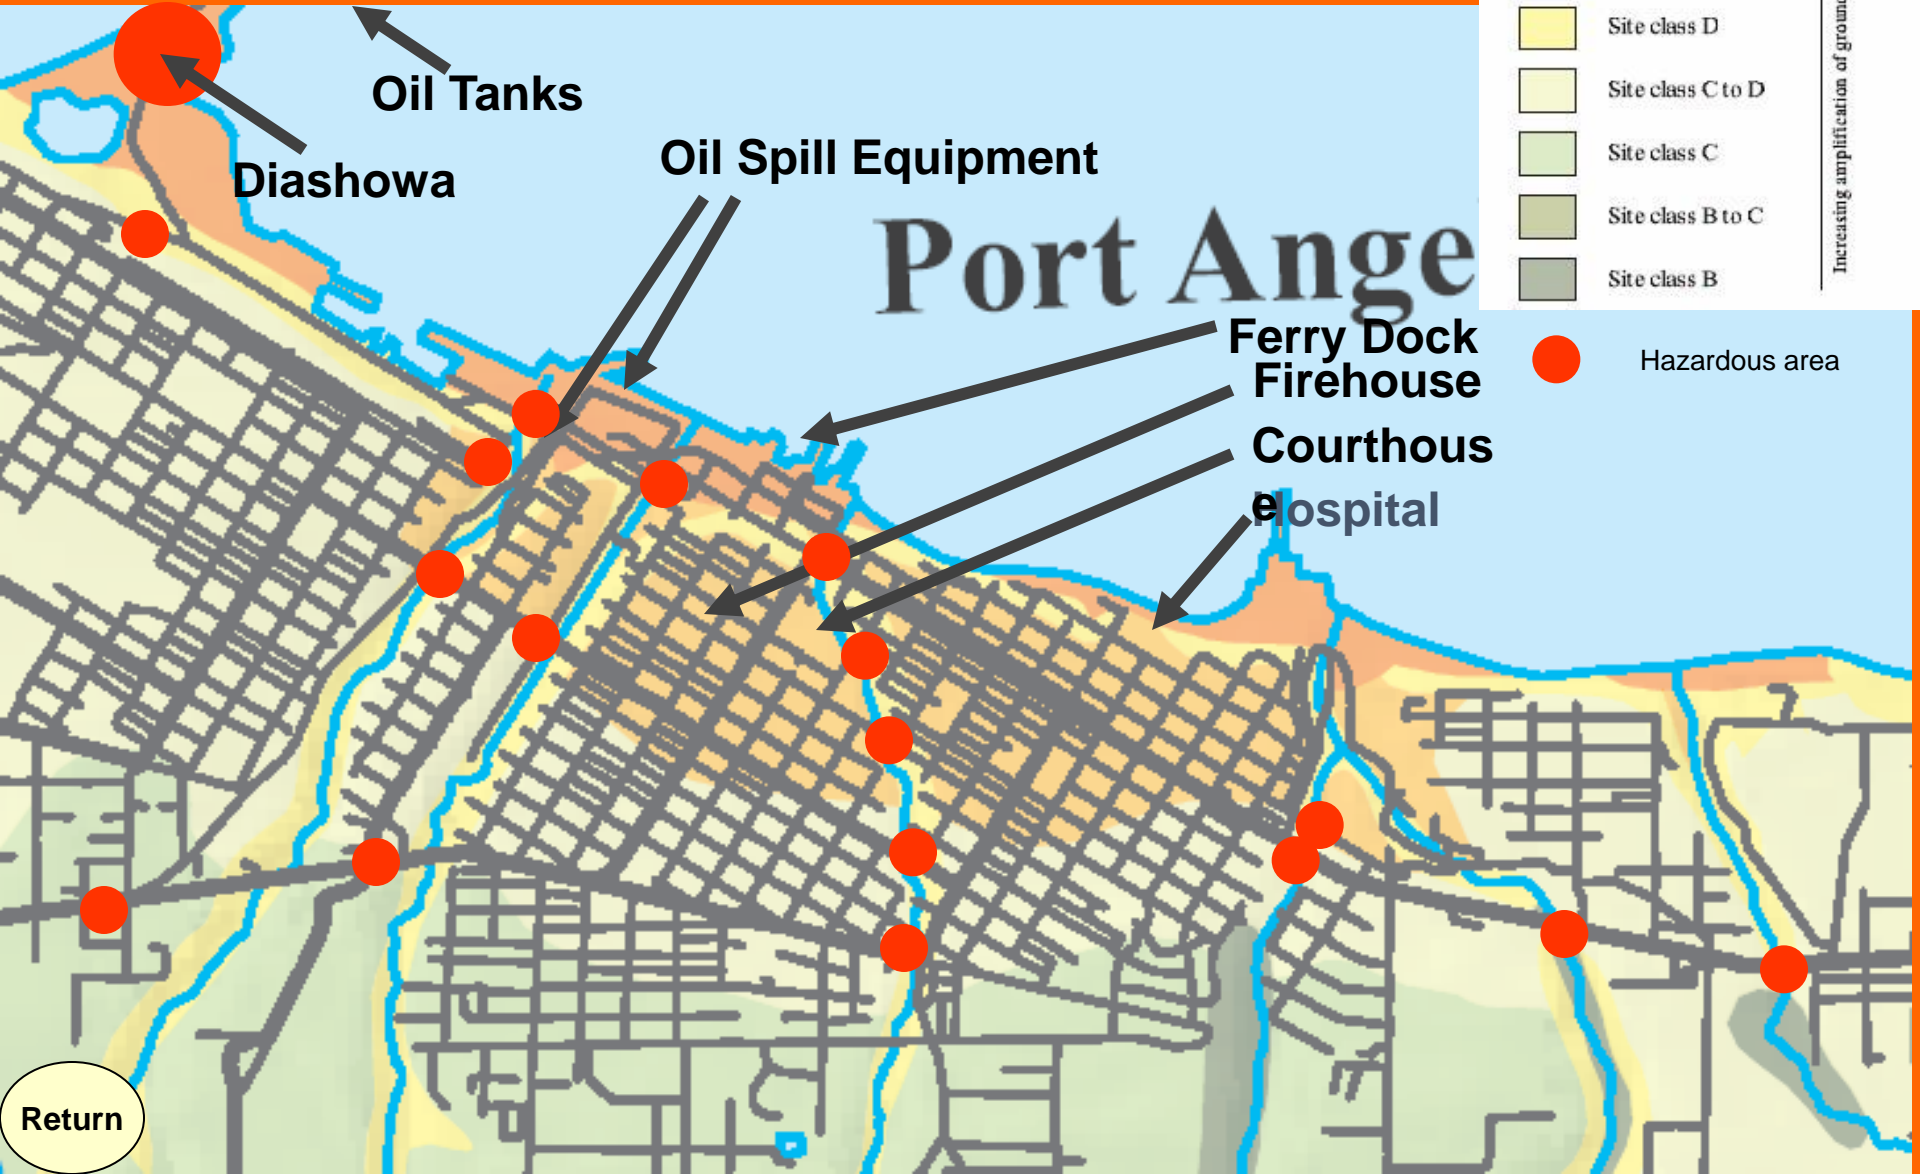 Site class D
Site class C to D
Site class C
Site class B to C
Site class B
Increasing amplification of
Oil Tanks
Diashowa
Oil Spill Equipment
Port Ange
Ferry Dock
Firehouse
Courthous
e
Hospital
Hazardous area
Return